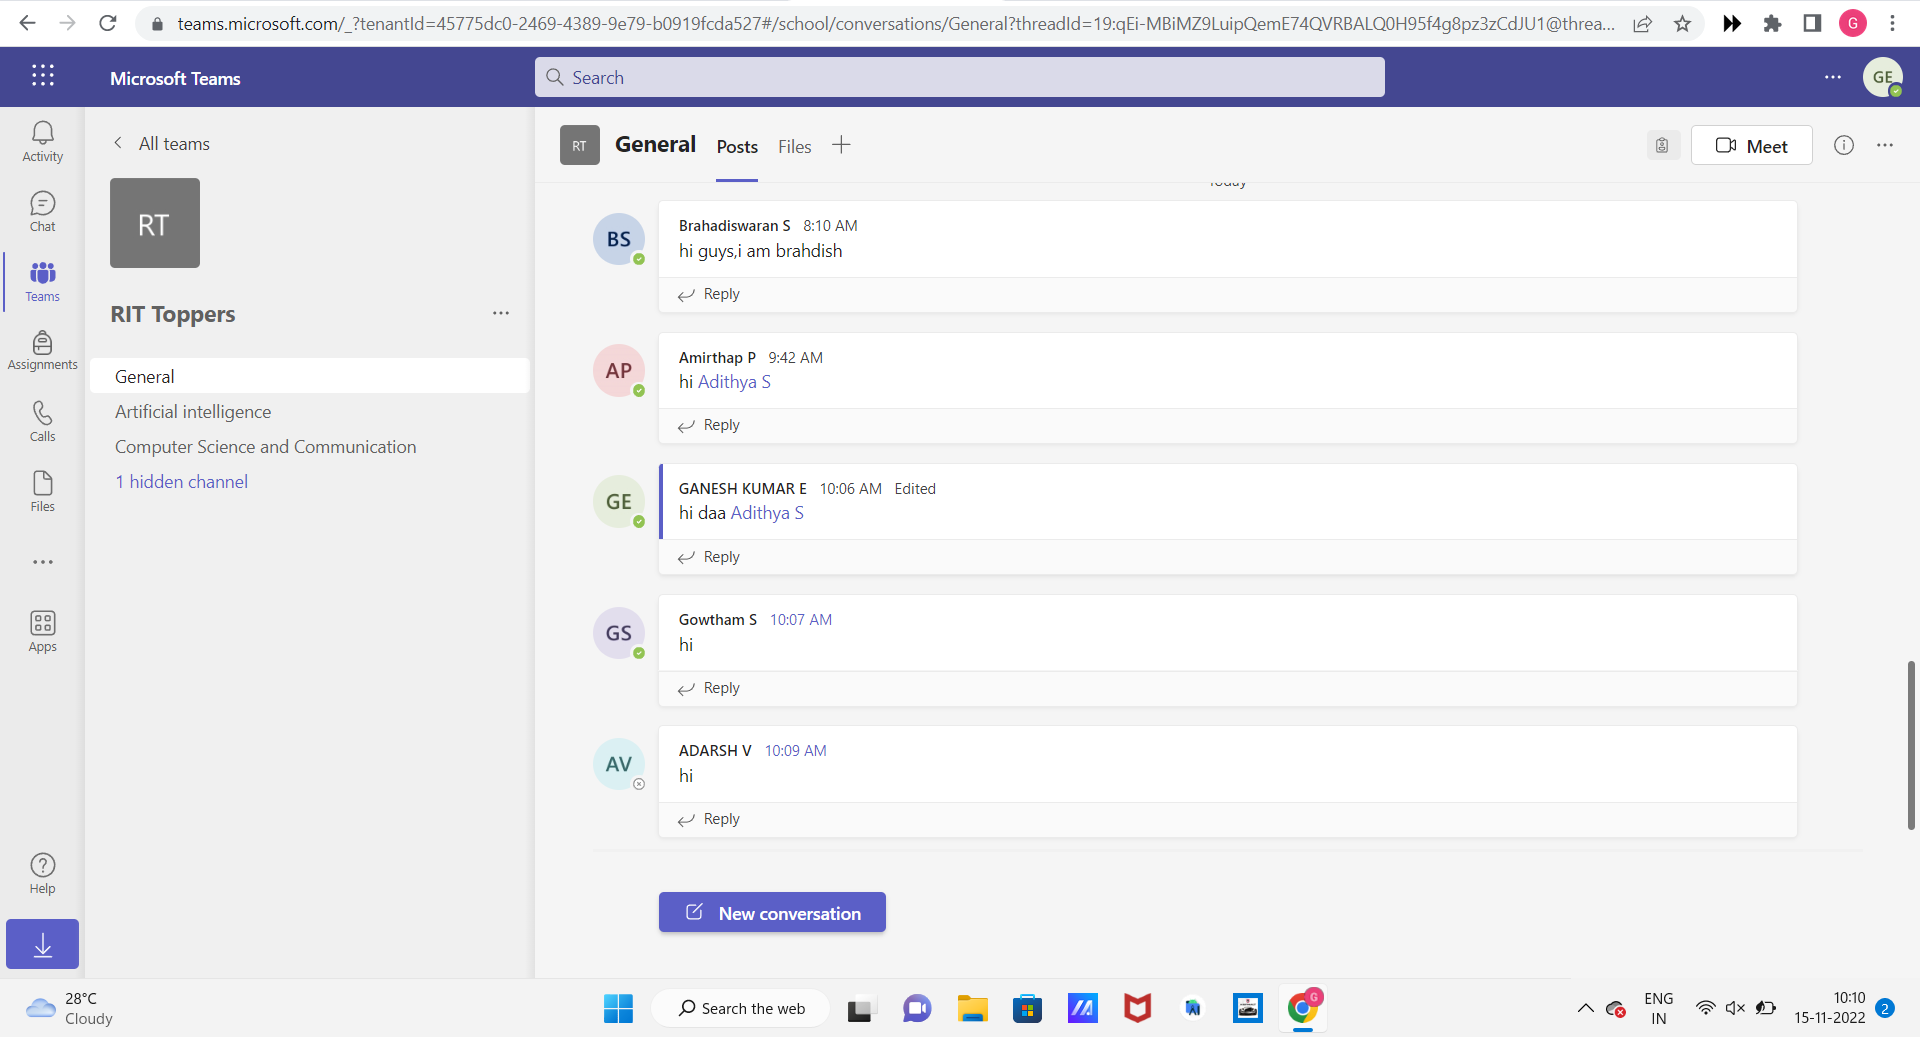 teams.microsoft.com/_?tenantId=45775dc0-2469-4389-9e79-b0919fcda527#/school/conversations/General?threadId=19:qEi-MBiMZ9LuipQemE74QVRBALQ0H95f4g8pz3zCdJU1@threa...
G
Microsoft Teams
Search
GE
Activity
Chat
Teams
Assignments
Calls
Files
Apps
Help
All teams
RT
RIT Toppers
General
Artificial intelligence
Computer Science and Communication
1 hidden channel
RT
General
Posts
Files
Meet
Today
BS
Brahadiswaran S 8:10 AM
hi guys,i am brahdish
Reply
AP
Amirthap P 9:42 AM
hi Adithya S
Reply
GE
GANESH KUMAR E 10:06 AM Edited
hi daa Adithya S
Reply
GS
Gowtham S 10:07 AM
hi
Reply
AV
ADARSH V 10:09 AM
hi
Reply
New conversation
28°C
Cloudy
Search the web
AI
G
ENG
IN
10:10
15-11-2022
2